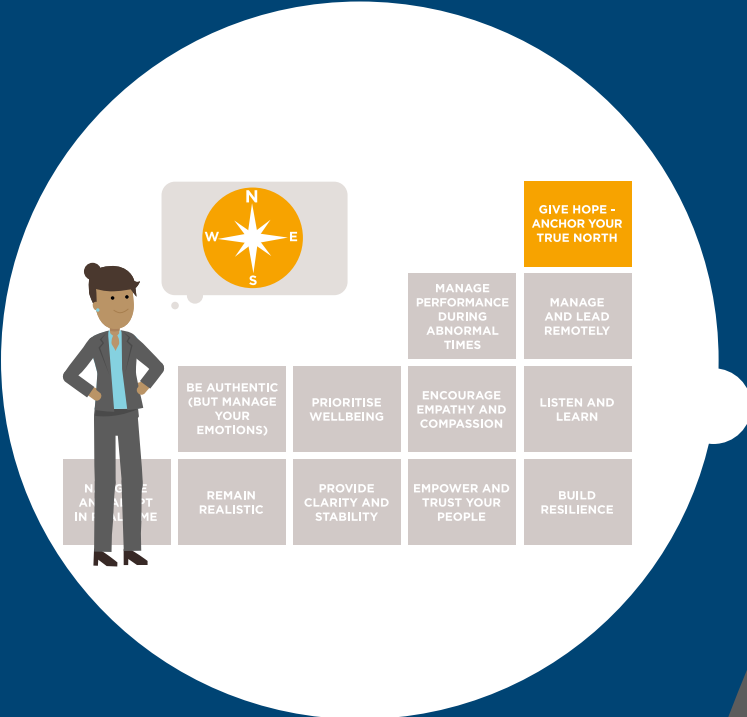 N
W
E
S
GIVE HOPE -
ANCHOR YOUR
TRUE NORTH
MANAGE
PERFORMANCE
DURING
ABNORMAL
TIMES
MANAGE
AND LEAD
REMOTELY
BE AUTHENTIC
(BUT MANAGE
YOUR
EMOTIONS)
PRIORITISE
WELLBEING
ENCOURAGE
EMPATHY AND
COMPASSION
LISTEN AND
LEARN
IN
REMAIN
REALISTIC
PROVIDE
CLARITY AND
STABILITY
EMPOWER AND
TRUST YOUR
PEOPLE
BUILD
RESILIENCE